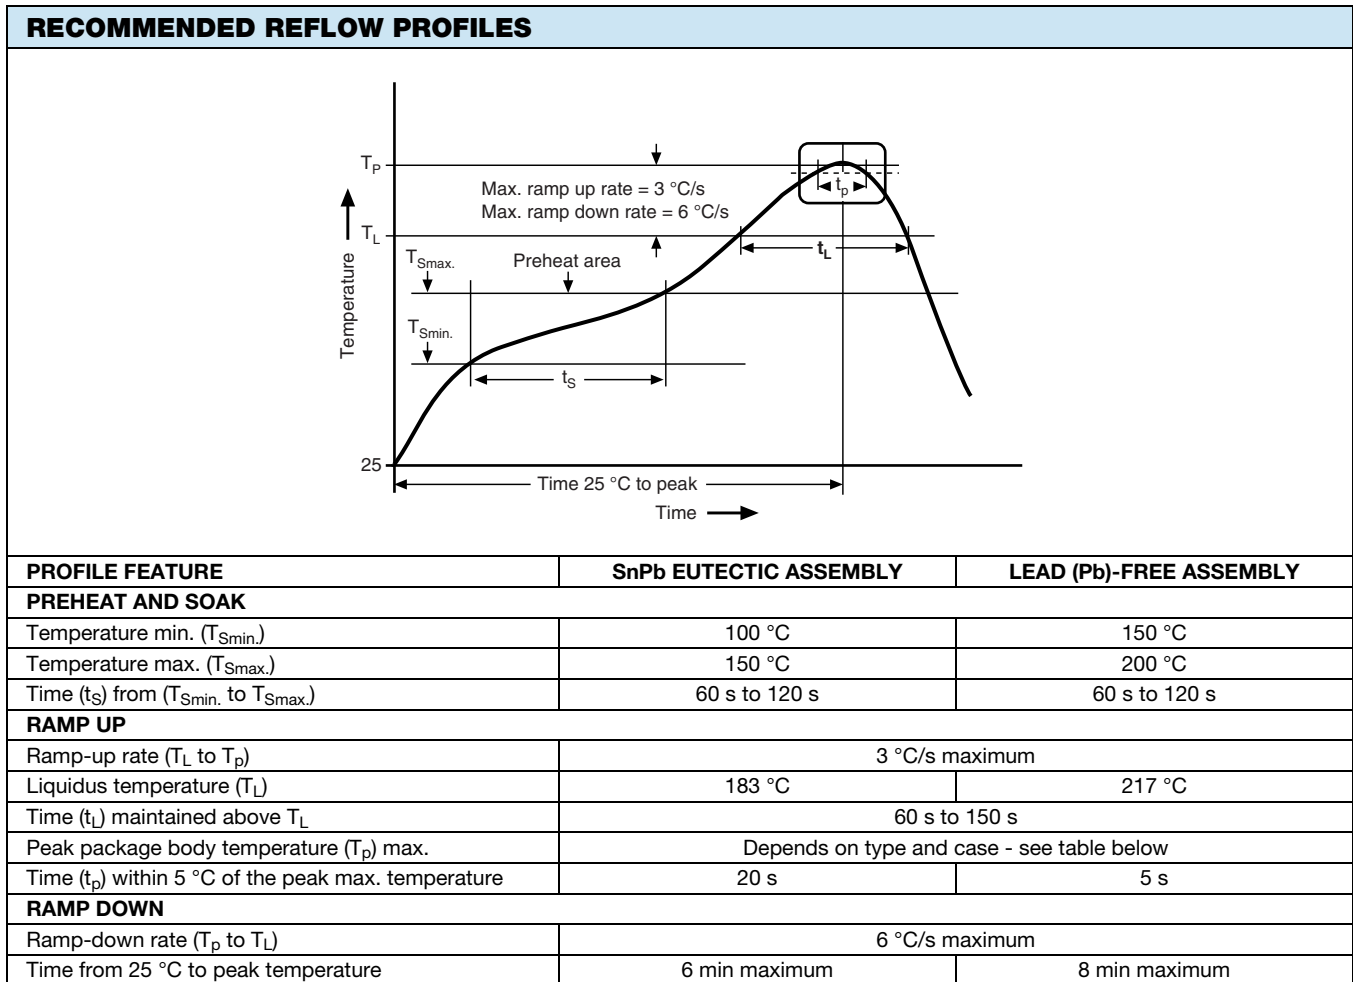 RECOMMENDED REFLOW PROFILES
TP
Max. ramp up rate = 3 °C/s
Max. ramp down rate = 6 °C/s
tp
TL
tL
TSmax.
Preheat area
TSmin.
tS
Temperature
25
Time 25 °C to peak
Time
PROFILE FEATURE SnPb EUTECTIC ASSEMBLY LEAD (Pb)-FREE ASSEMBLY
PREHEAT AND SOAK
Temperature min. (TSmin.) 100 °C 150 °C
Temperature max. (TSmax.) 150 °C 200 °C
Time (tS) from (TSmin. to TSmax.) 60 s to 120 s 60 s to 120 s
RAMP UP
Ramp-up rate (TL to Tp) 3 °C/s maximum
Liquidus temperature (TL) 183 °C 217 °C
Time (tL) maintained above TL 60 s to 150 s
Peak package body temperature (Tp) max. Depends on type and case - see table below
Time (tp) within 5 °C of the peak max. temperature 20 s 5 s
RAMP DOWN
Ramp-down rate (Tp to TL) 6 °C/s maximum
Time from 25 °C to peak temperature 6 min maximum 8 min maximum